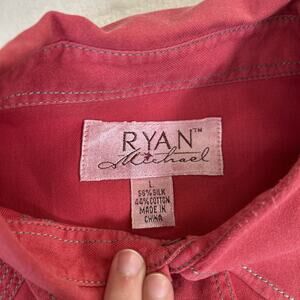 RYAN™
Michael
L
56% SILK
44% COTTON
MADE IN
CHINA